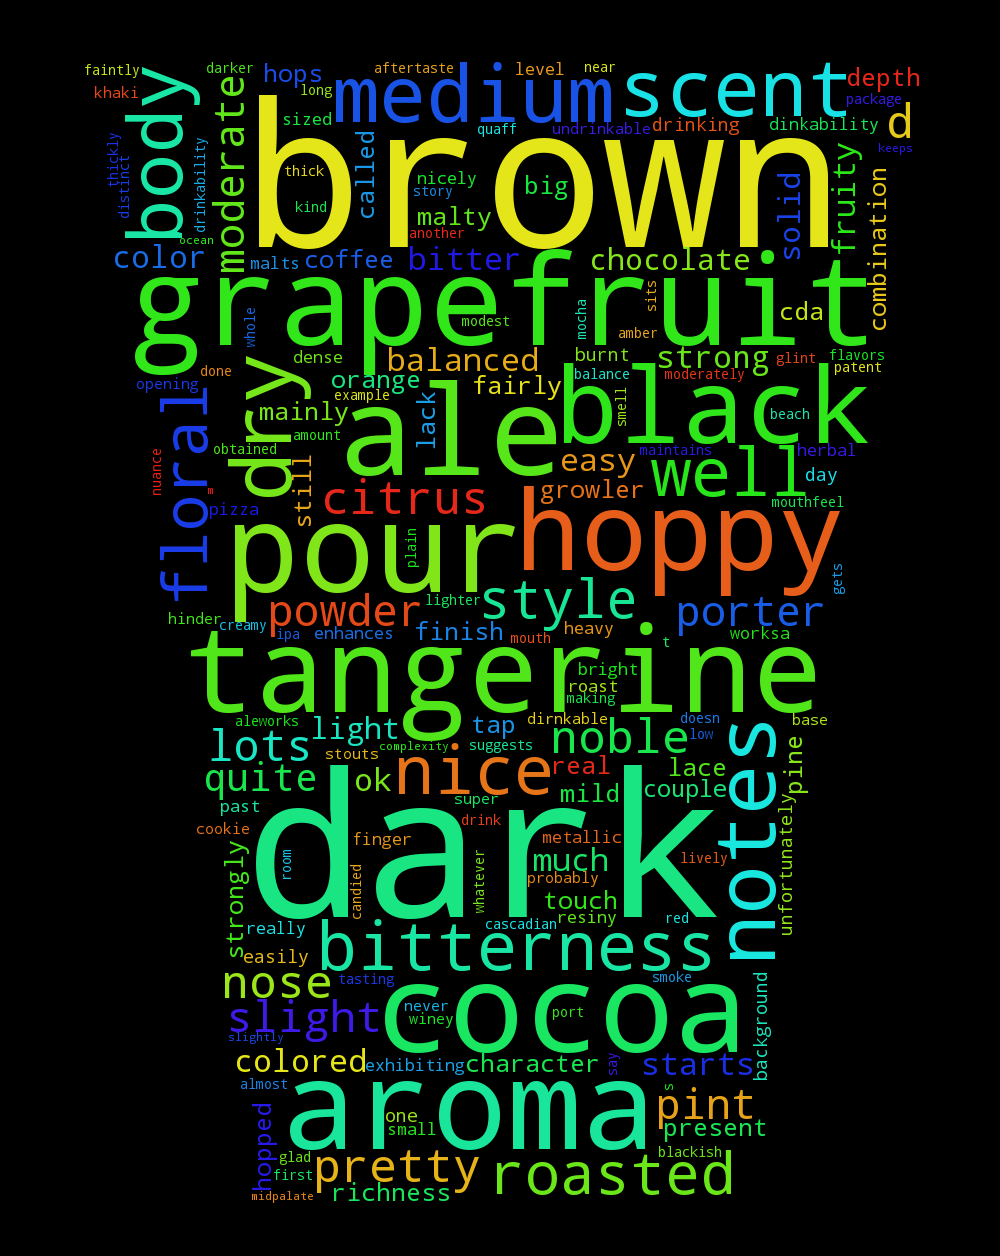 faintly
darker
hops
aftertaste
level
near
medium
scent
depth
khaki
long
package
body
moderate
sized
called
quaff
undrinkable
drinking
dinkability
d
thickly
distinct
drinkability
brown
keeps
thick
nicely
story
big
kind
malty
another
solid
fruity
combination
ocean
color
malts
coffee
bitter
chocolate
grapefruit
whole
modest
mocha
sits
amber
cda
dense
balanced
burnt
strong
glint
flavors
patent
done
opening
orange
example
fairly
balance
moderately
dry
mainly
ale
lack
black
smell
beach
floral
amount
obtained
easy
maintains
well
herbal
nuance
m
still
citrus
growler
day
mouthfeel
pizza
pour
plain
hoppy
gets
powder
lighter
style
porter
hinder
creamy
ipa
enhances
finish
mouth
heavy
t
worksa
tangerine
bright
roast
making
aleworks
lots
light
tap
dirnkable
noble
doesn
low
base
stouts
complexity
suggests
notes
pine
quite
ok
nice
real
lace
past
super
mild
couple
cookie
dark
finger
drink
metallic
unfortunately
strongly
room
candied
whatever
much
probably
lively
touch
resiny
really
cascadian
red
easily
bitterness
nose
tasting
smoke
background
slight
never
winey
cocoa
port
slightly
colored
exhibiting
character
say
starts
almost
aroma
s
pint
hopped
one
small
present
glad
first
pretty
roasted
blackish
midpalate
richness